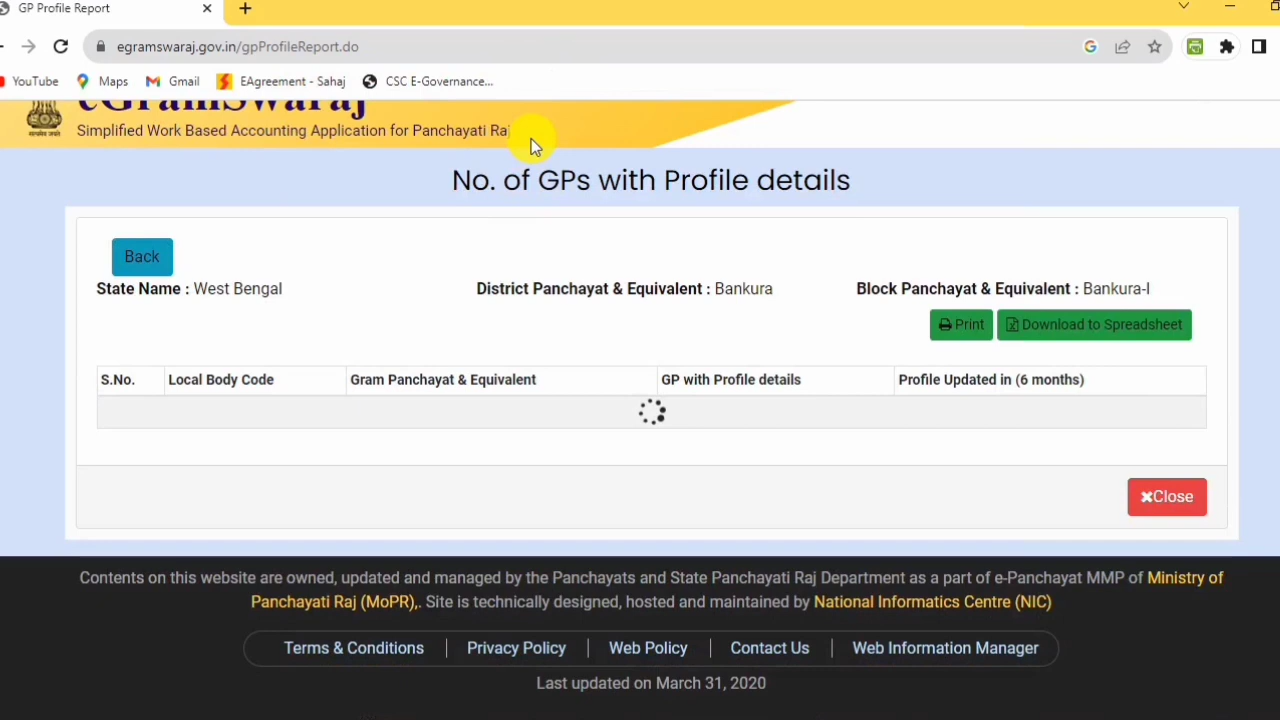 GP Profile Report
egramswaraj.gov.in/gpProfileReport.do
YouTube Maps Gmail EAgreement - Sahaj CSC E-Governance...
eGramSwaraj
Simplified Work Based Accounting Application for Panchayati Raj
No. of GPs with Profile details
Back
State Name : West Bengal District Panchayat & Equivalent : Bankura Block Panchayat & Equivalent : Bankura-I
Print Download to Spreadsheet
S.No. Local Body Code Gram Panchayat & Equivalent GP with Profile details Profile Updated in (6 months)
Close
Contents on this website are owned, updated and managed by the Panchayats and State Panchayati Raj Department as a part of e-Panchayat MMP of Ministry of
Panchayati Raj (MoPR),. Site is technically designed, hosted and maintained by National Informatics Centre (NIC)
Terms & Conditions Privacy Policy Web Policy Contact Us Web Information Manager
Last updated on March 31, 2020